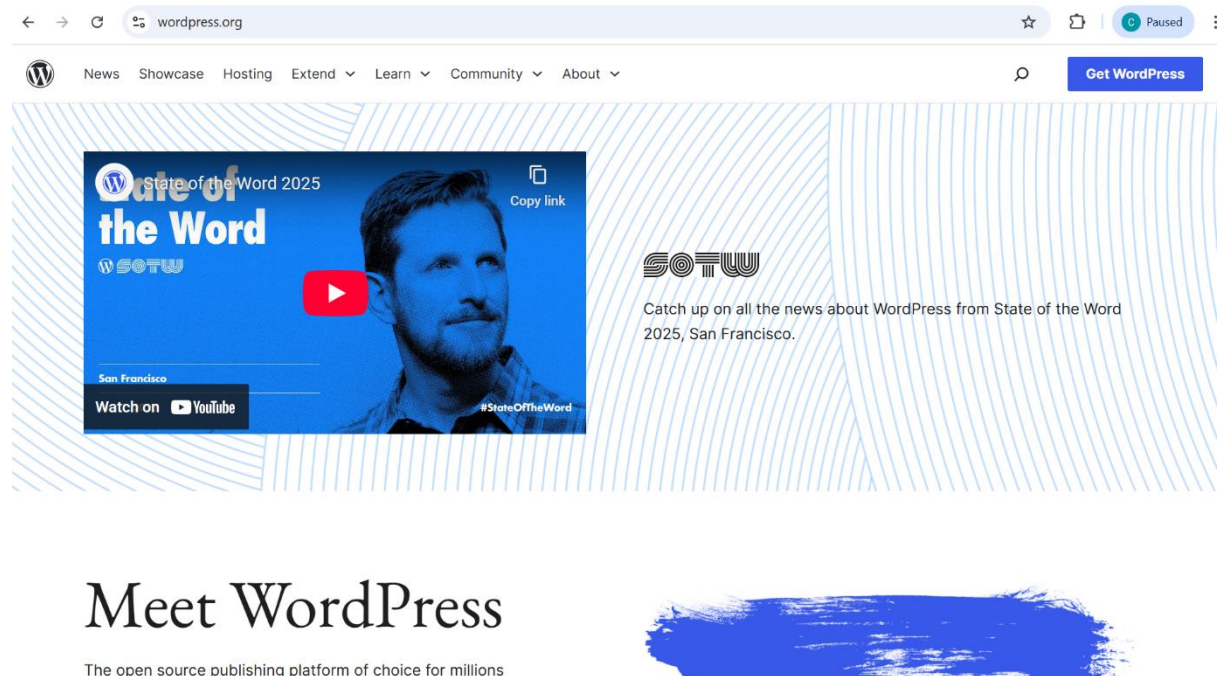 wordpress.org
C Paused
News Showcase Hosting Extend Learn Community About
Get WordPress
State of the Word 2025
Copy link
State of
the Word
SOTW
San Francisco
Watch on YouTube
#StateOfTheWord
SOTW
Catch up on all the news about WordPress from State of the Word
2025, San Francisco.
Meet WordPress
The open source publishing platform of choice for millions